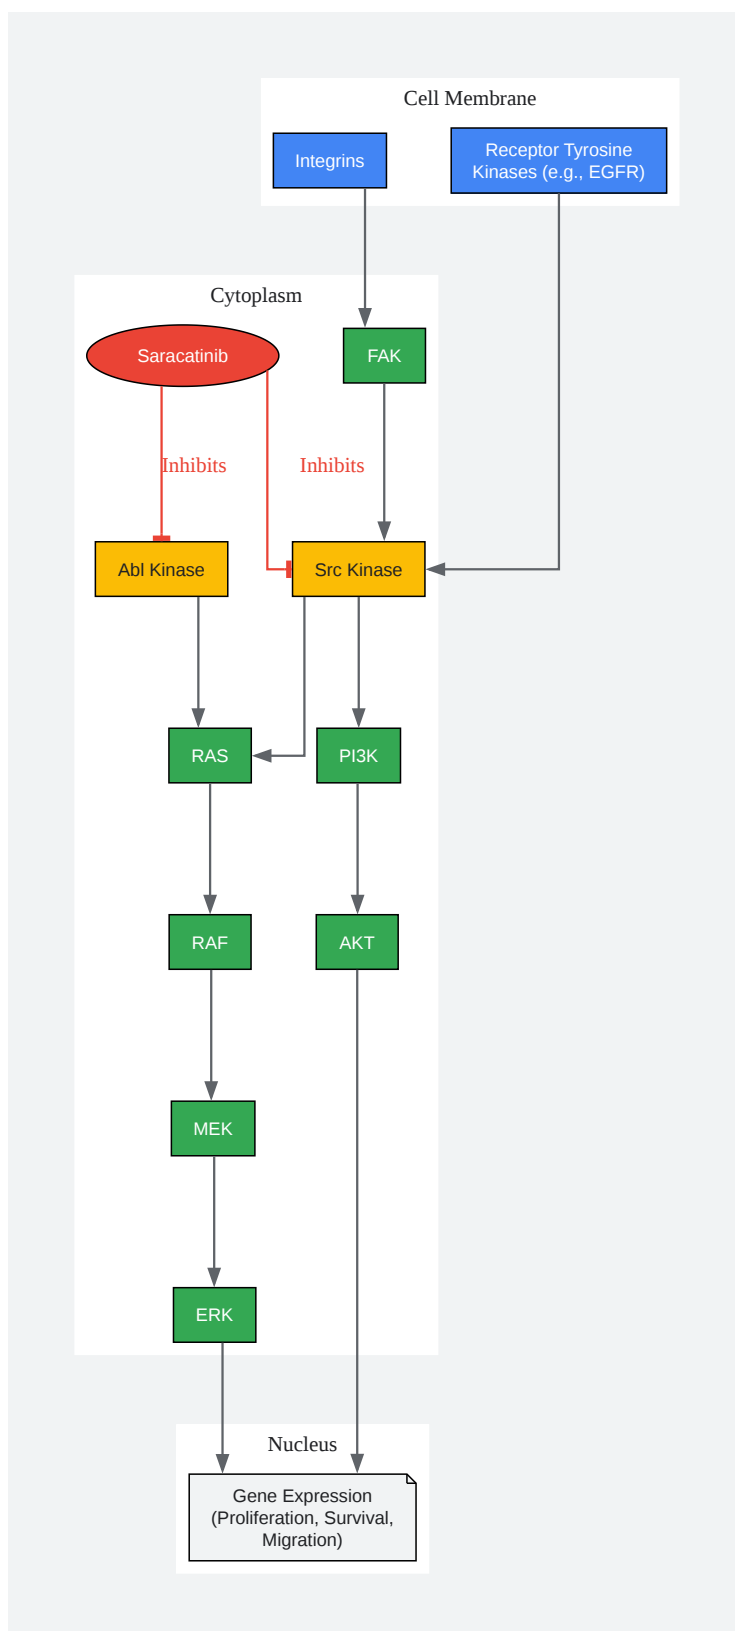 Cell Membrane
Integrins
Receptor Tyrosine
Kinases (e.g., EGFR)
Cytoplasm
Saracatinib
FAK
Inhibits
Inhibits
Abl Kinase
Src Kinase
RAS
PI3K
RAF
AKT
MEK
ERK
Nucleus
Gene Expression
(Proliferation, Survival,
Migration)